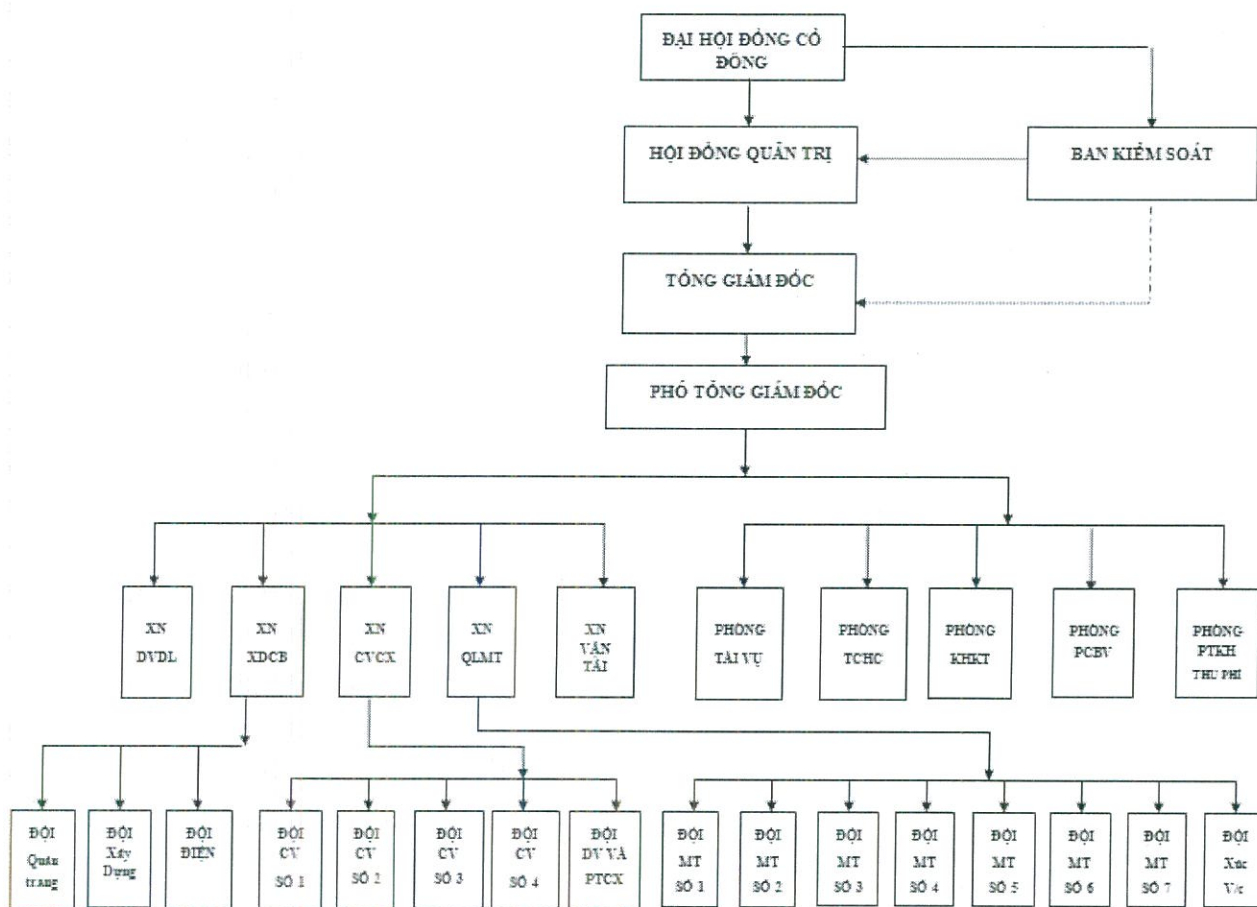 ĐẠI HỘI ĐỒNG CỔ
ĐÔNG
HỘI ĐỒNG QUẢN TRỊ
BAN KIỂM SOÁT
TỔNG GIÁM ĐỐC
PHÓ TỔNG GIÁM ĐỐC
XN
DVDL
XN
XDCB
XN
CVCX
XN
QLMT
XN
VẬN
TẢI
PHÒNG
TÀI VỤ
PHÒNG
TCHC
PHÒNG
KHKT
PHÒNG
PCBV
PHÒNG
PTKH
THU PHÍ
ĐỘI
Quản
trang
ĐỘI
Xây
Dựng
ĐỘI
ĐIỆN
ĐỘI
CV
SỐ 1
ĐỘI
CV
SỐ 2
ĐỘI
CV
SỐ 3
ĐỘI
CV
SỐ 4
ĐỘI
DV VÀ
PTCX
ĐỘI
MT
SỐ 1
ĐỘI
MT
SỐ 2
ĐỘI
MT
SỐ 3
ĐỘI
MT
SỐ 4
ĐỘI
MT
SỐ 5
ĐỘI
MT
SỐ 6
ĐỘI
MT
SỐ 7
ĐỘI
Xúc
V/c